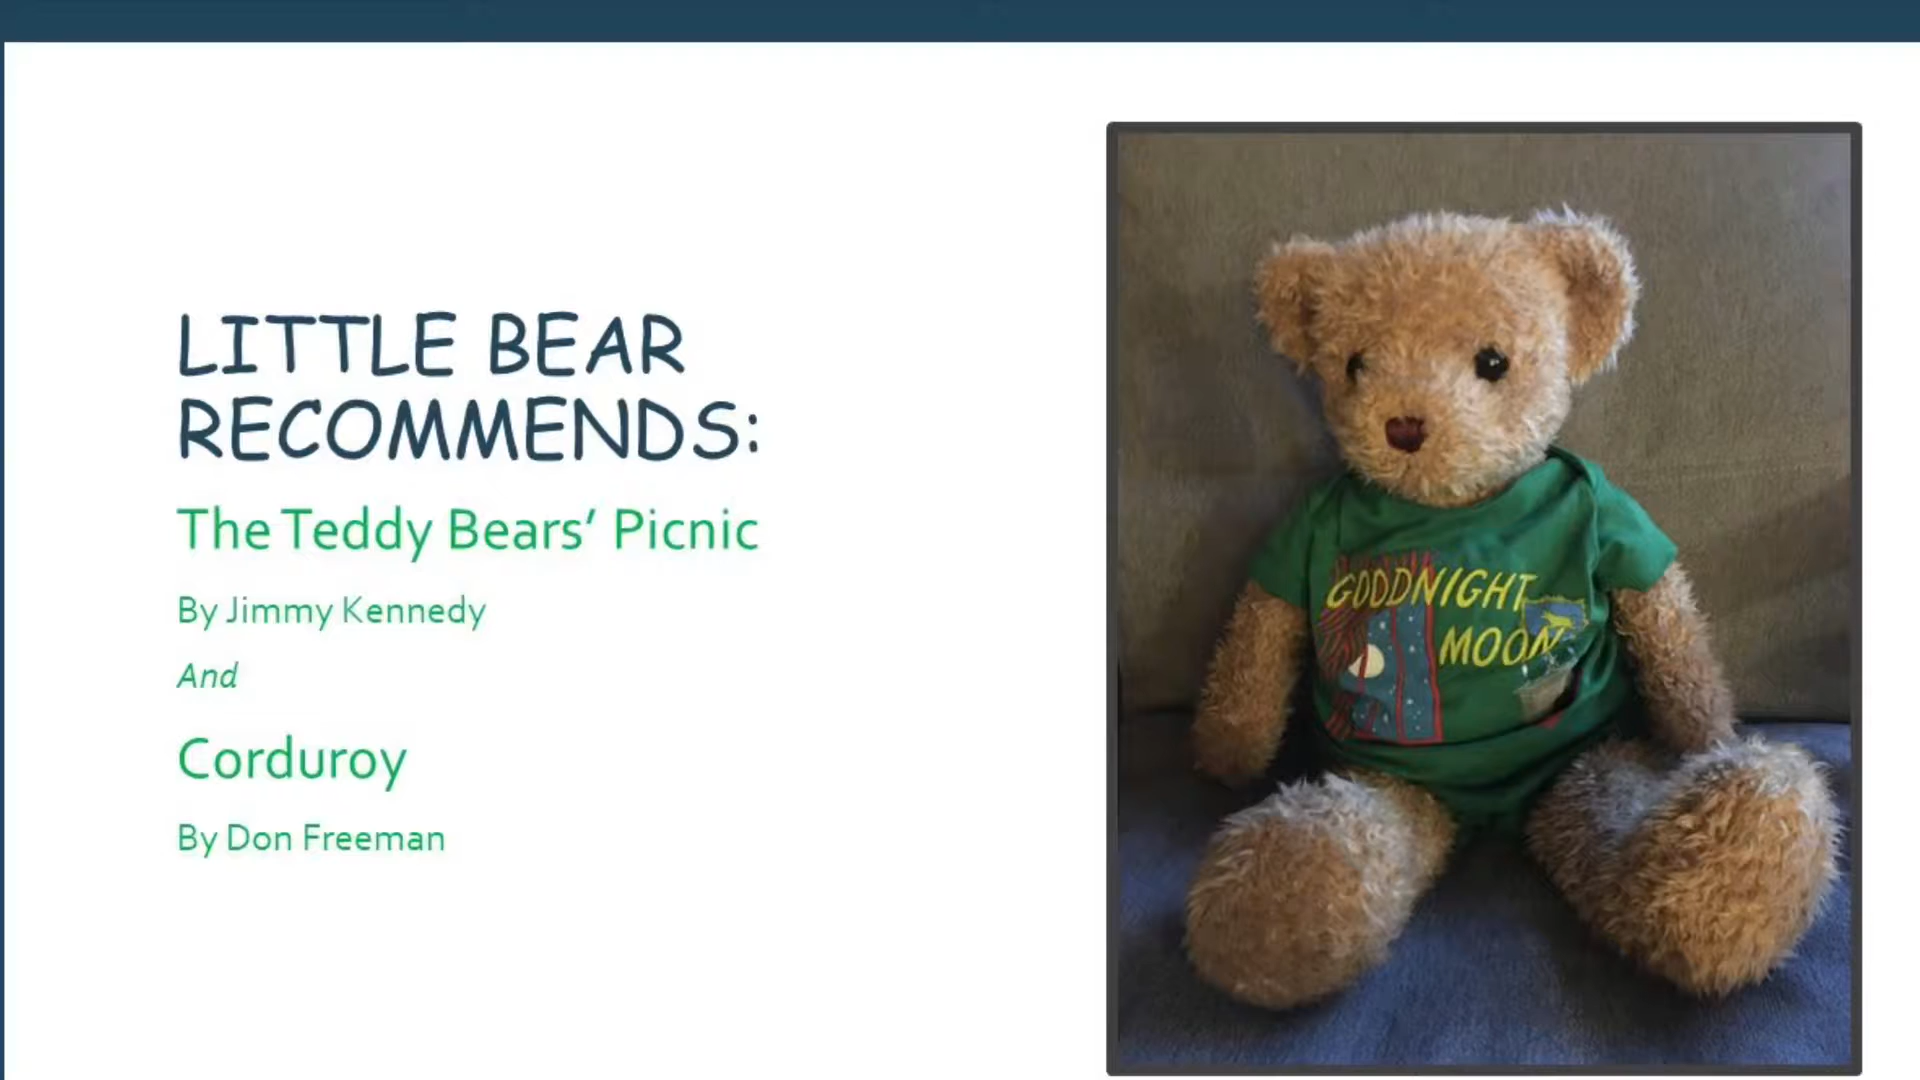 LITTLE BEAR
RECOMMENDS:
The Teddy Bears’ Picnic
By Jimmy Kennedy
And
Corduroy
By Don Freeman
GOODNIGHT
MOON